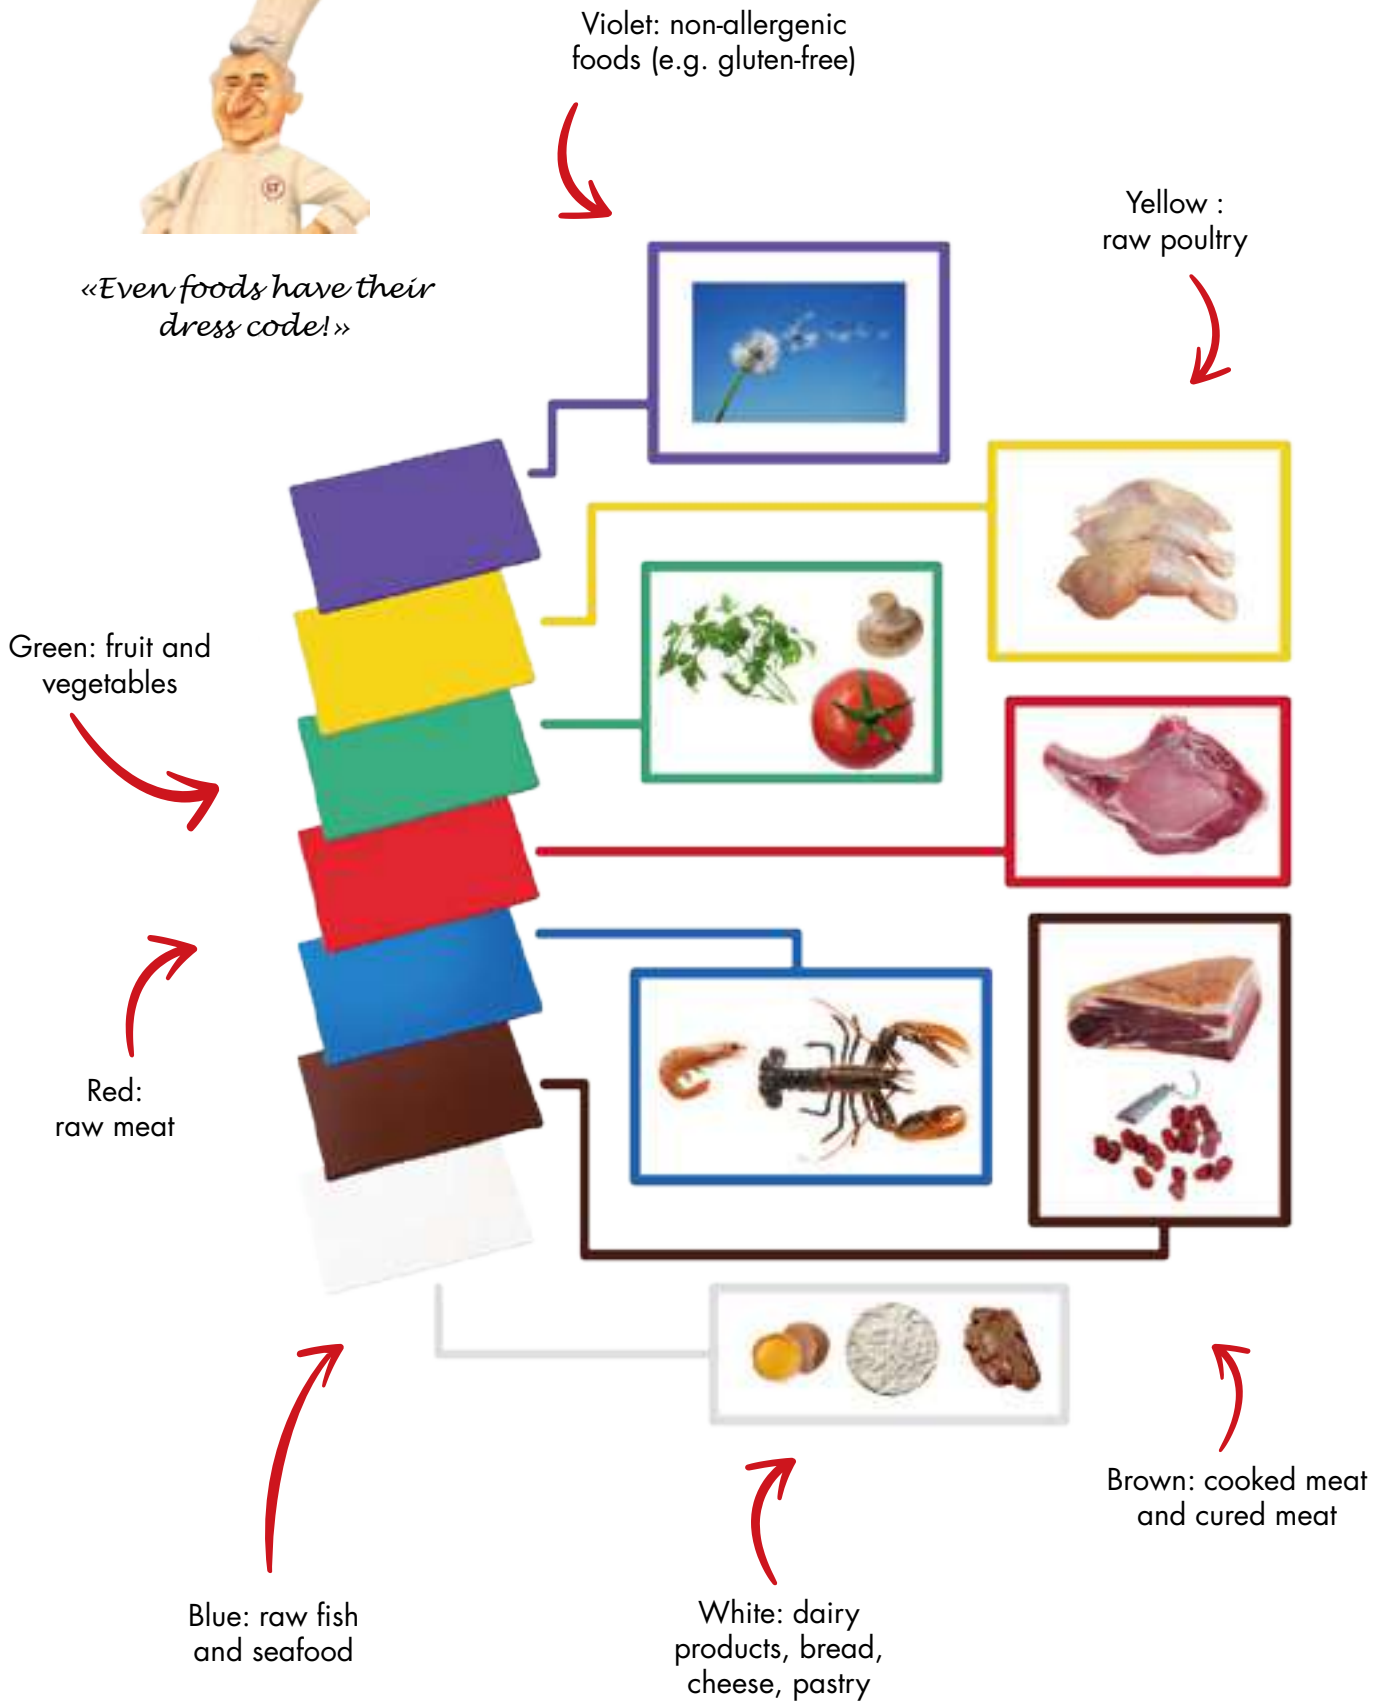 Violet: non-allergenic
foods (e.g. gluten-free)
Yellow :
raw poultry
«Even foods have their
dress code!»
Green: fruit and
vegetables
Red:
raw meat
Brown: cooked meat
and cured meat
Blue: raw fish
and seafood
White: dairy
products, bread,
cheese, pastry